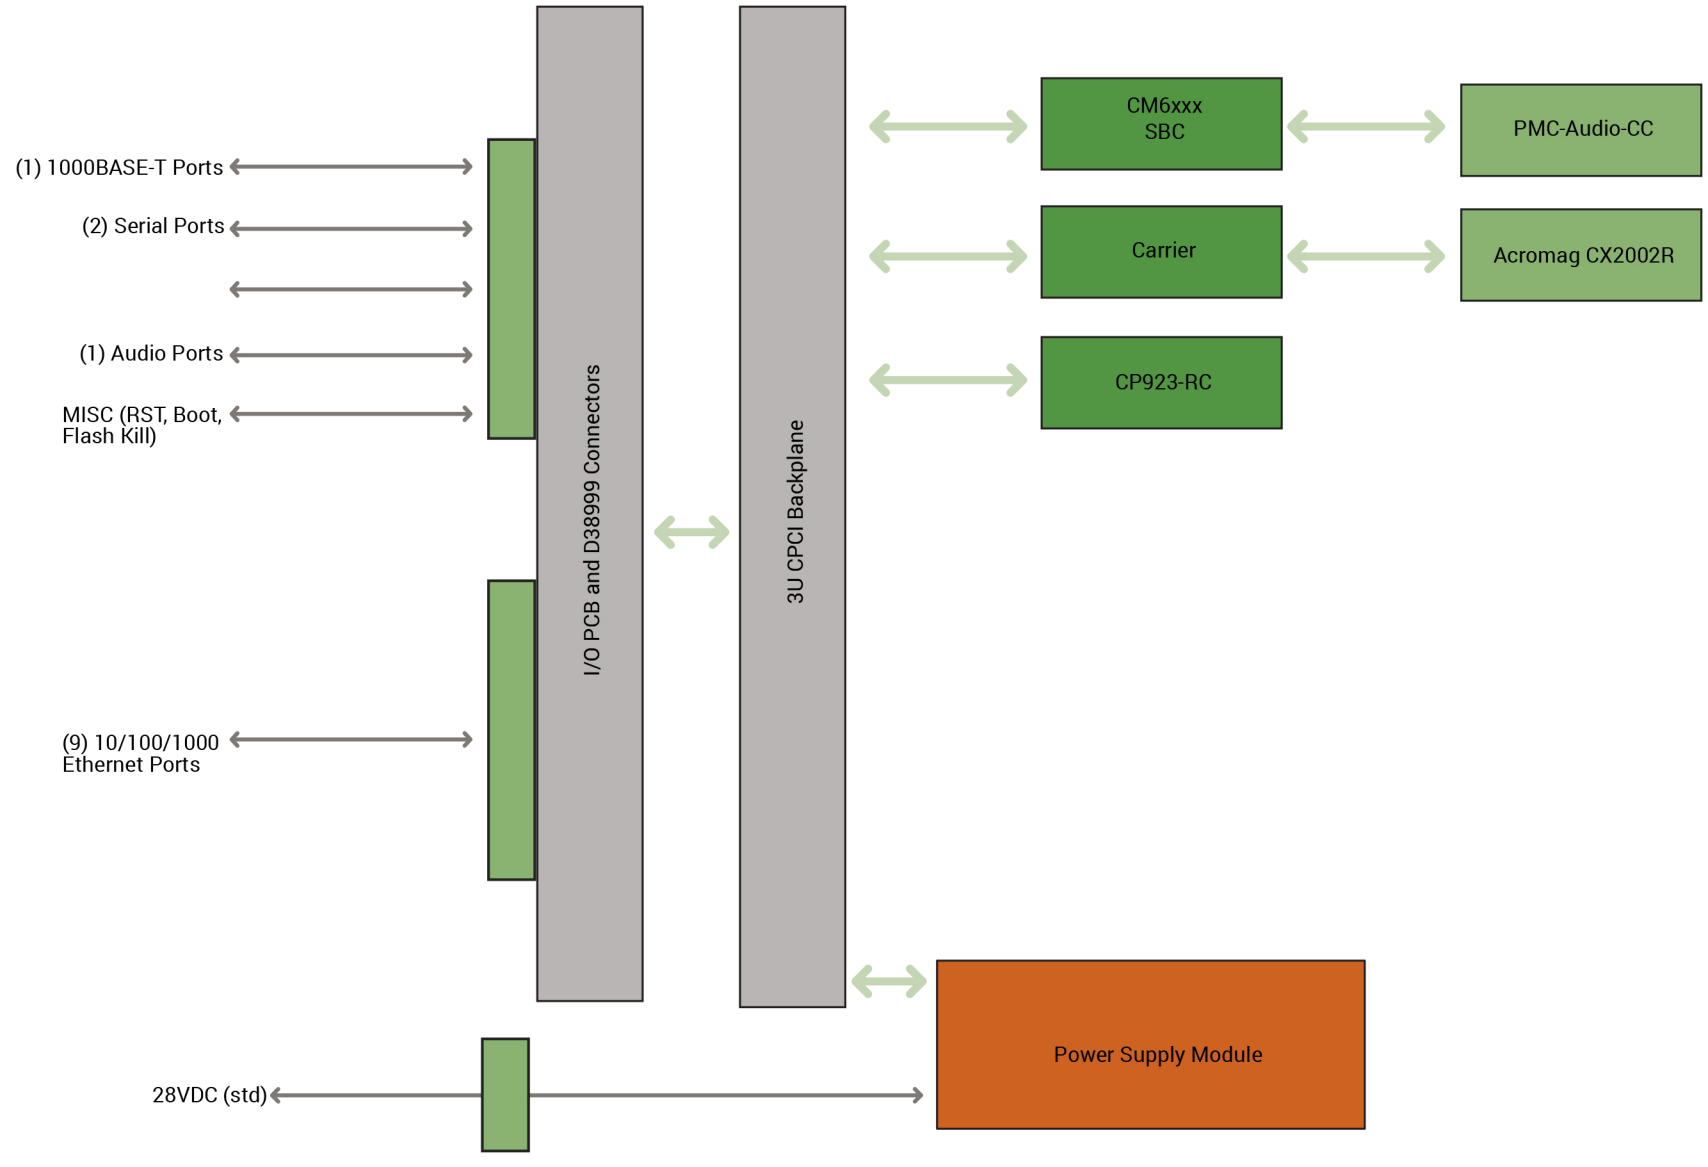 (1) 1000BASE-T Ports
(2) Serial Ports
(1) Audio Ports
MISC (RST, Boot,
Flash Kill)
(9) 10/100/1000
Ethernet Ports
28VDC (std)
I/O PCB and D38999 Connectors
3U CPCI Backplane
CM6xxx
SBC
PMC-Audio-CC
Carrier
Acromag CX2002R
CP923-RC
Power Supply Module